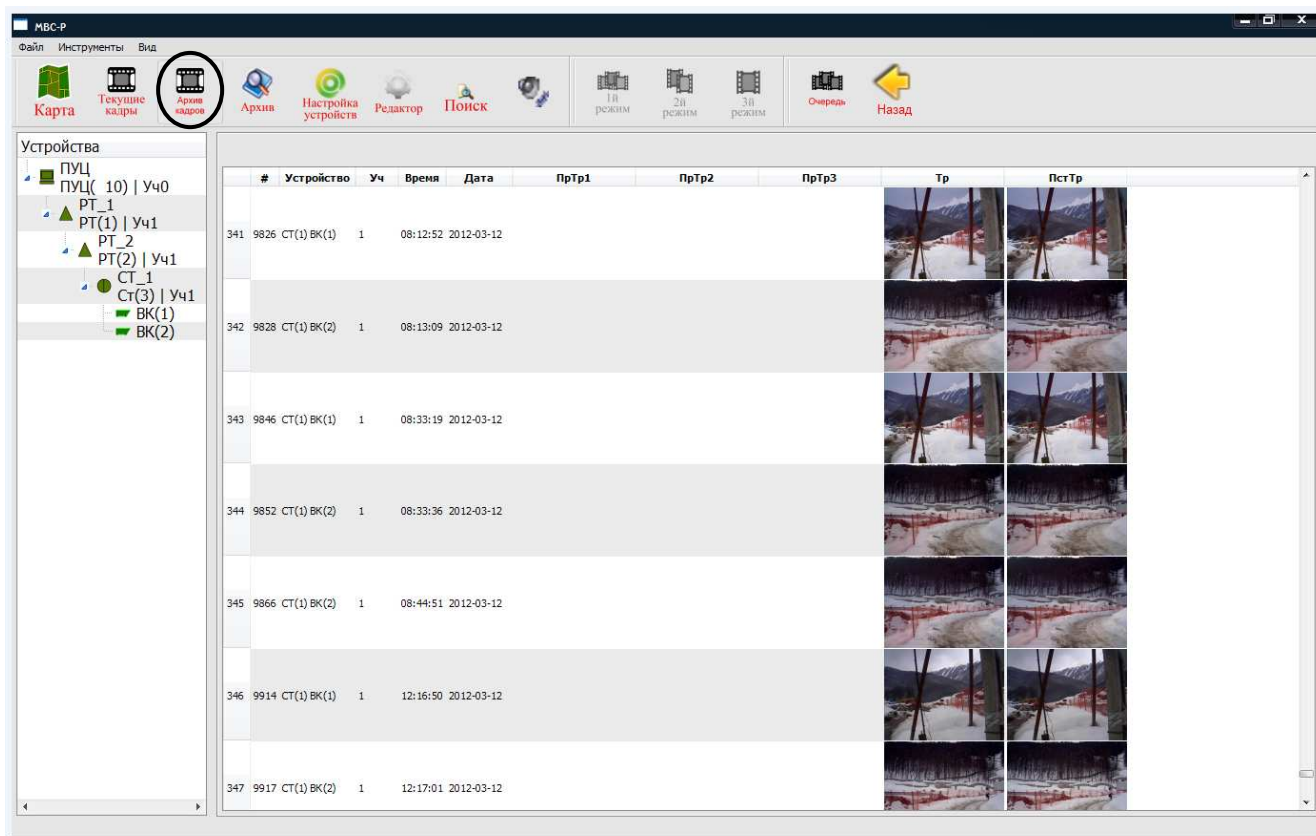 МВС-Р
Файл Инструменты Вид
Карта
Текущие
кадры
Архив
кадров
Архив
Настройка
устройств
Редактор
Поиск
1й
режим
2й
режим
3й
режим
Очередь
Назад
Устройства
ПУЦ
ПУЦ( 10) | Уч0
РТ_1
РТ(1) | Уч1
РТ_2
РТ(2) | Уч1
СТ_1
Ст(3) | Уч1
ВК(1)
ВК(2)
# Устройство Уч Время Дата ПрТр1 ПрТр2 ПрТр3 Тр ПстТр
341 9826 СТ(1) ВК(1) 1 08:12:52 2012-03-12
342 9828 СТ(1) ВК(2) 1 08:13:09 2012-03-12
343 9846 СТ(1) ВК(1) 1 08:33:19 2012-03-12
344 9852 СТ(1) ВК(2) 1 08:33:36 2012-03-12
345 9866 СТ(1) ВК(2) 1 08:44:51 2012-03-12
346 9914 СТ(1) ВК(1) 1 12:16:50 2012-03-12
347 9917 СТ(1) ВК(2) 1 12:17:01 2012-03-12